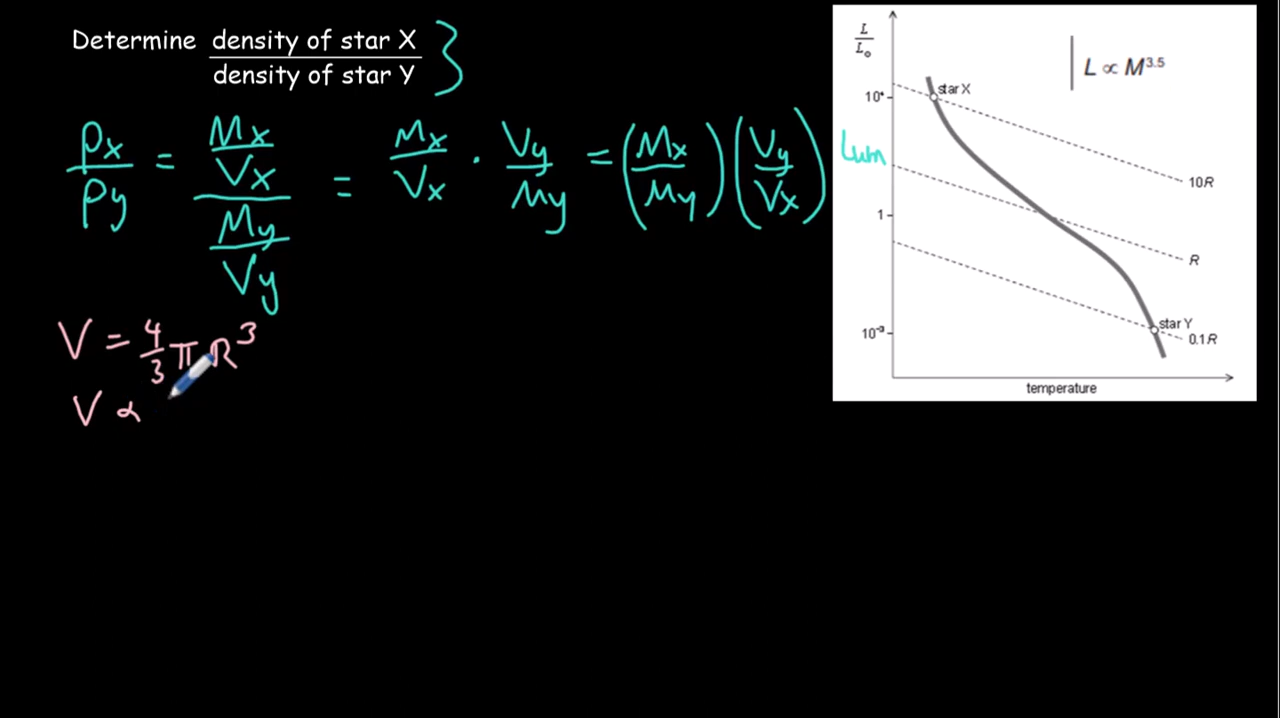 Determine density of star X
density of star Y }
ρx/ρy = (Mx/Vx)/(My/Vy) = Mx/Vx · Vy/My = (Mx/My)(Vy/Vx)
V = 4/3 π R³
V ∝
L/L₀
L ∝ M^3.5
10⁴
star X
Lum
10R
1
R
10⁻³
star Y
0.1R
temperature